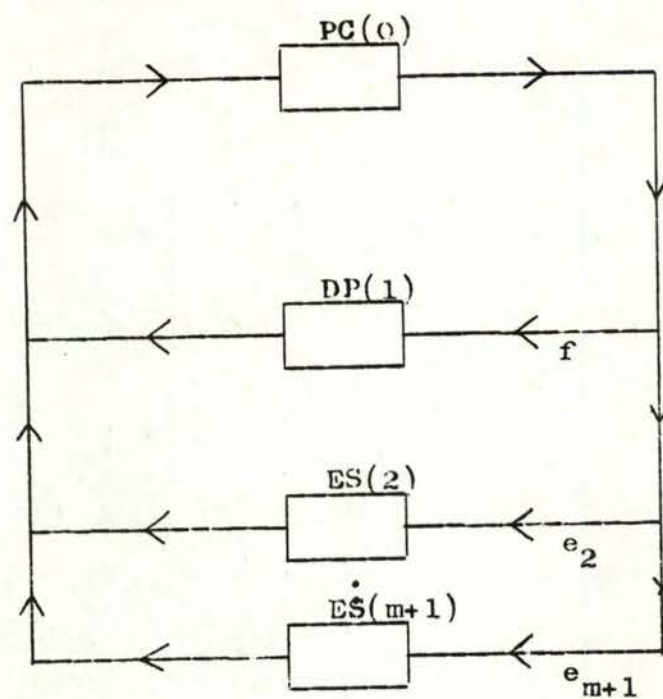 PC(o)
DP(1)
f
ES(2)
e₂
ES(m+1)
eₘ₊₁